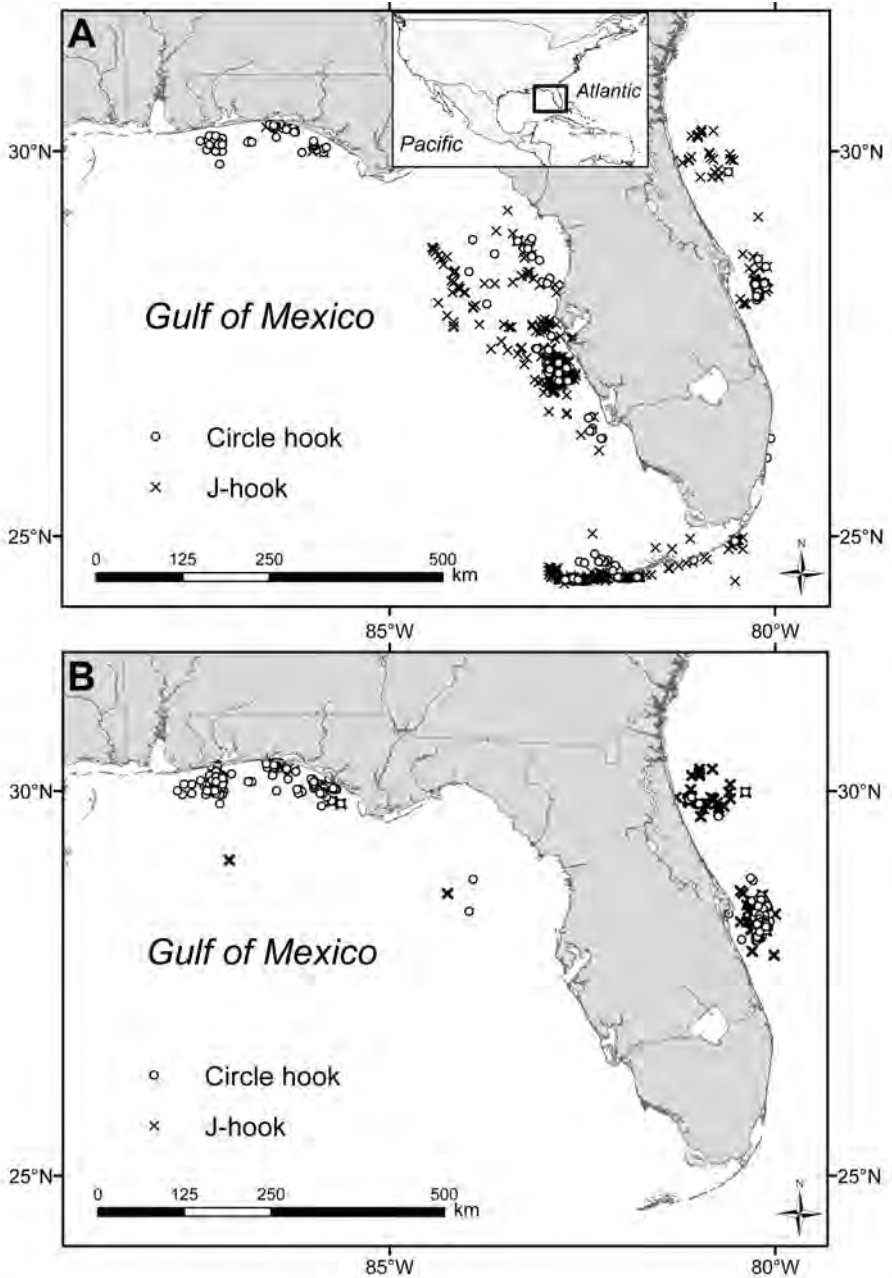 A
Atlantic
Pacific
30°N
30°N
Gulf of Mexico
Circle hook
J-hook
25°N
25°N
0 125 250 500
km
N
85°W 80°W
B
30°N
30°N
Gulf of Mexico
Circle hook
J-hook
25°N
25°N
0 125 250 500
km
N
85°W 80°W